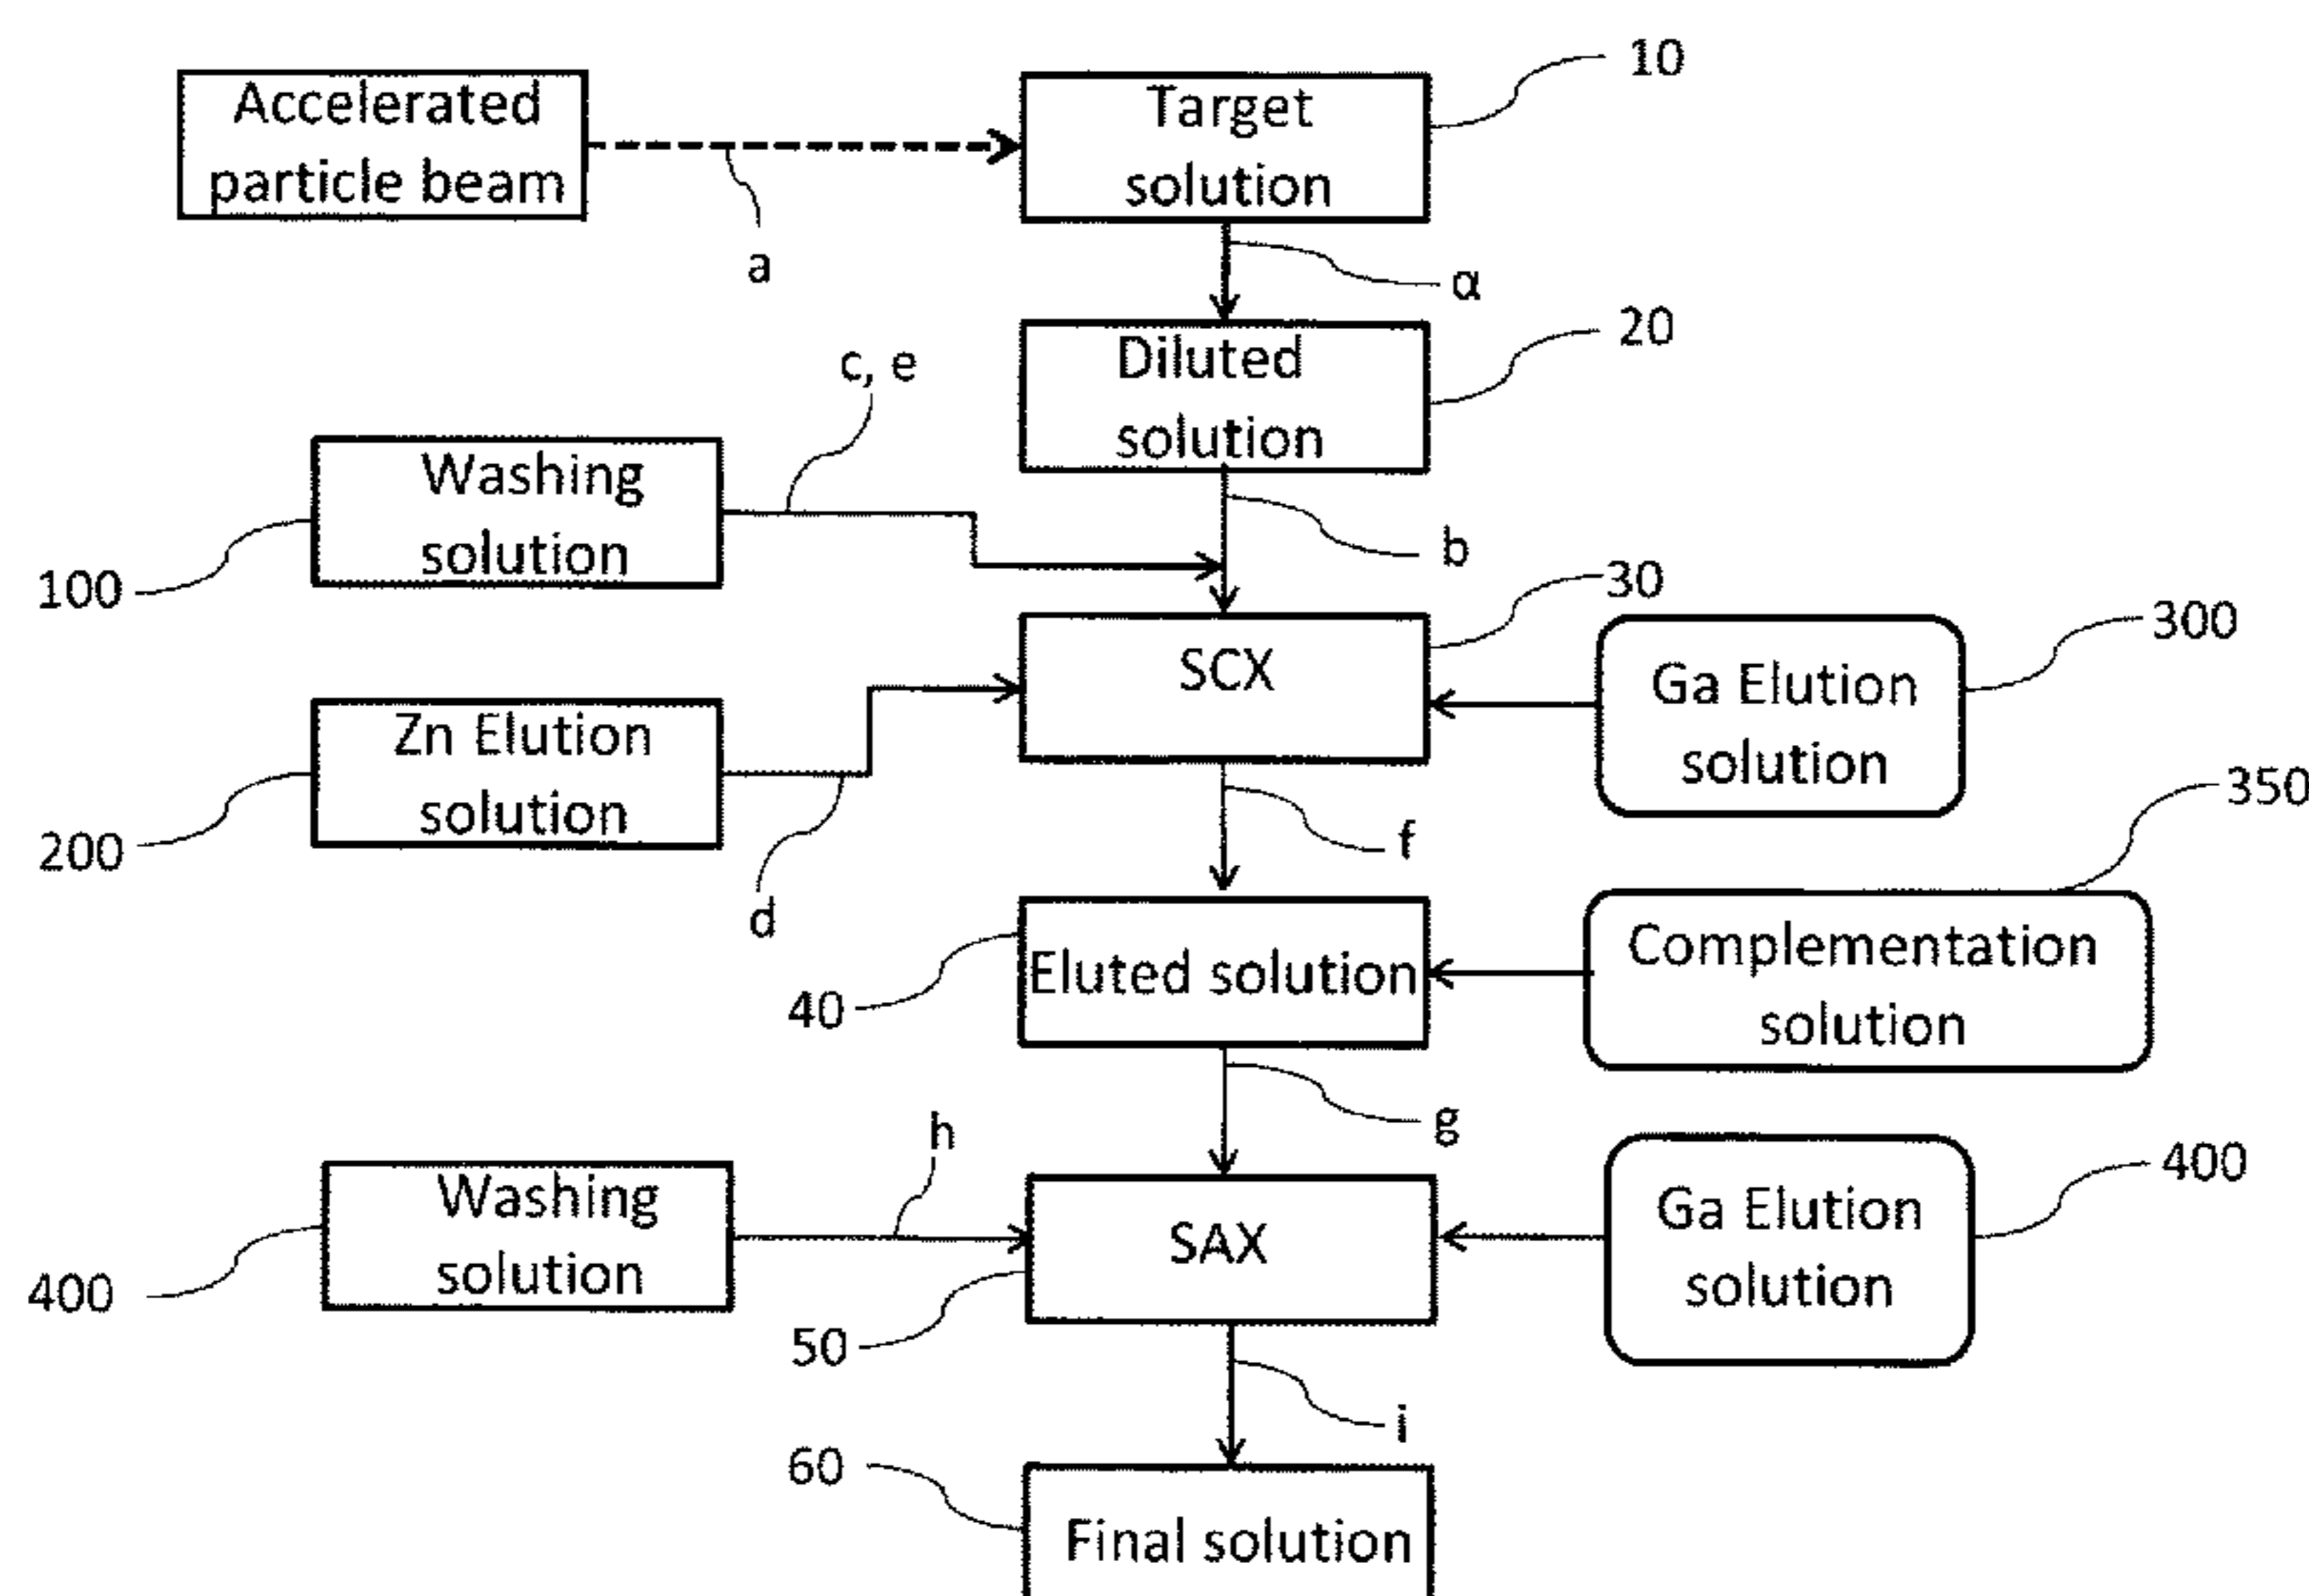 Accelerated
particle beam
a
Target
solution
10
α
Diluted
solution
20
c, e
Washing
solution
100
b
SCX
30
Ga Elution
solution
300
Zn Elution
solution
200
d
f
Complementation
solution
350
Eluted solution
40
g
h
Washing
solution
400
SAX
50
Ga Elution
solution
400
i
60
Final solution